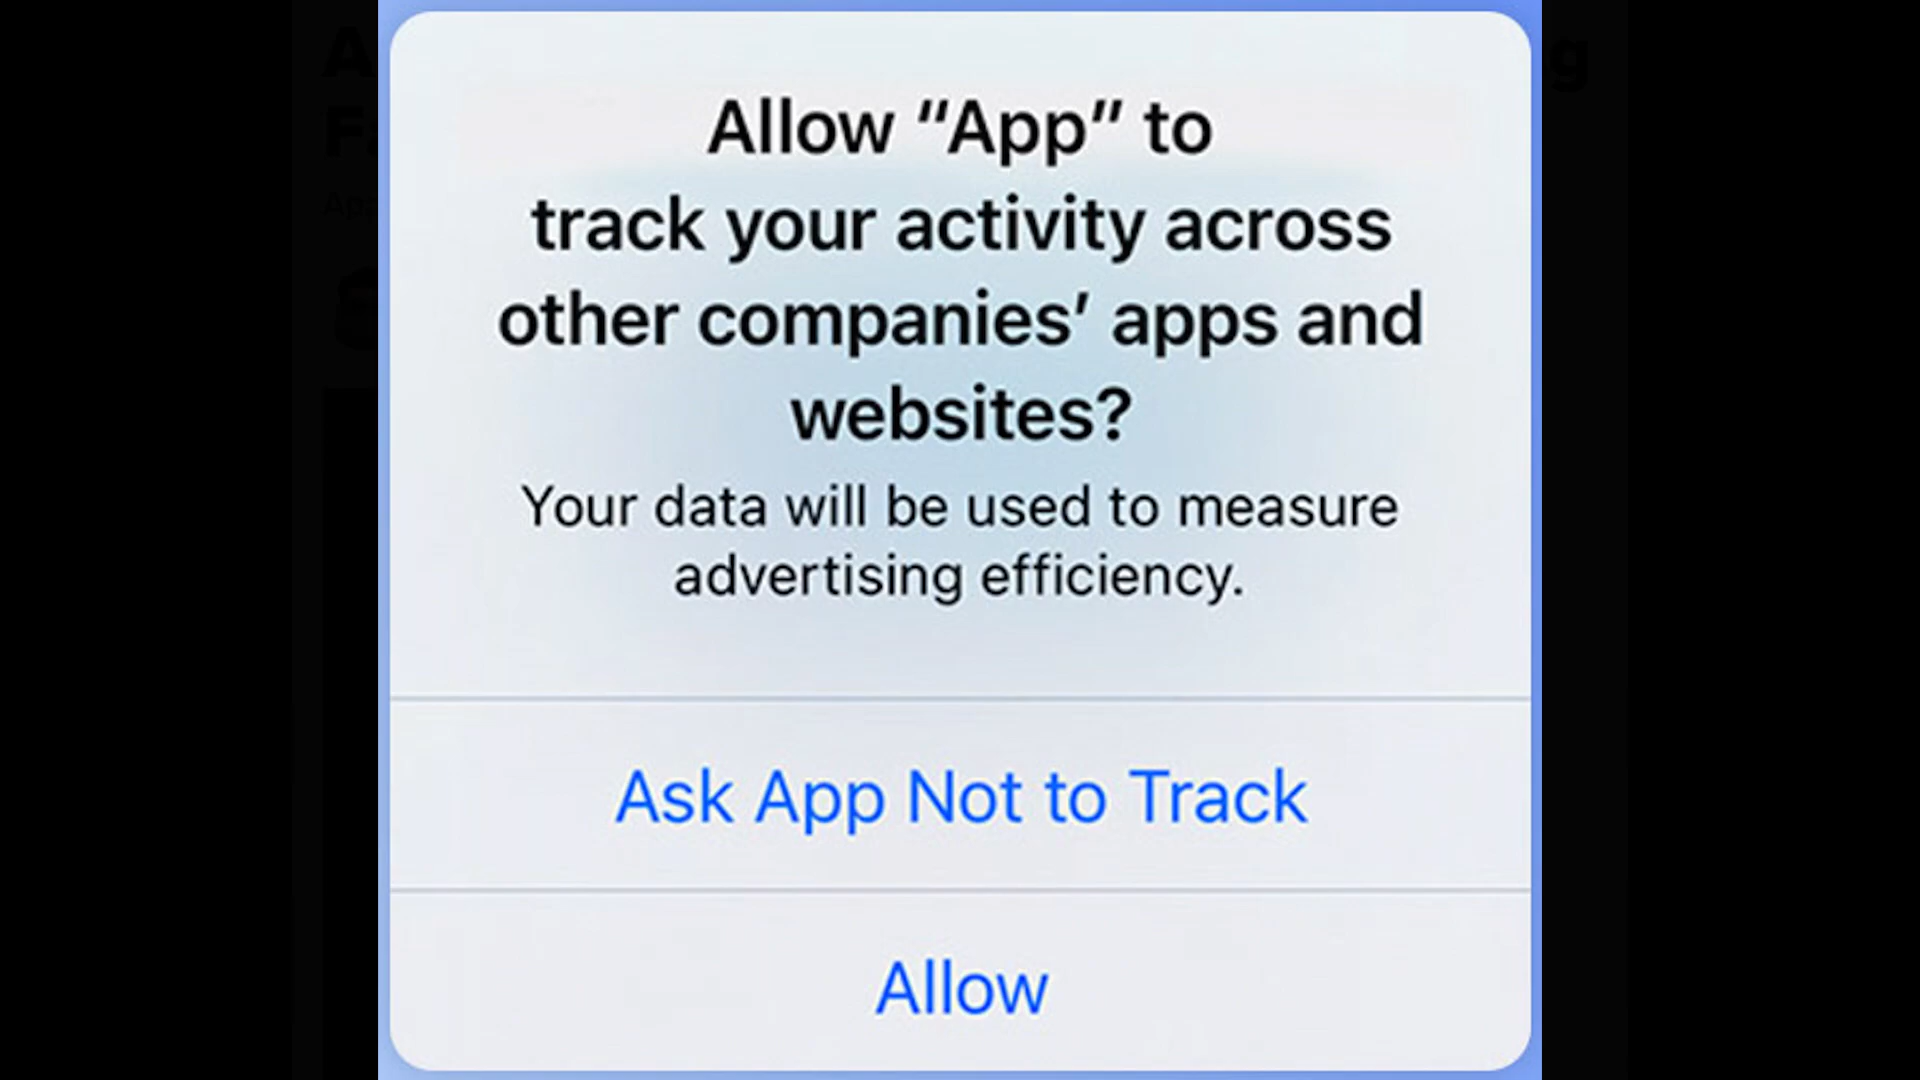 Allow “App” to
track your activity across
other companies’ apps and
websites?
Your data will be used to measure
advertising efficiency.
Ask App Not to Track
Allow